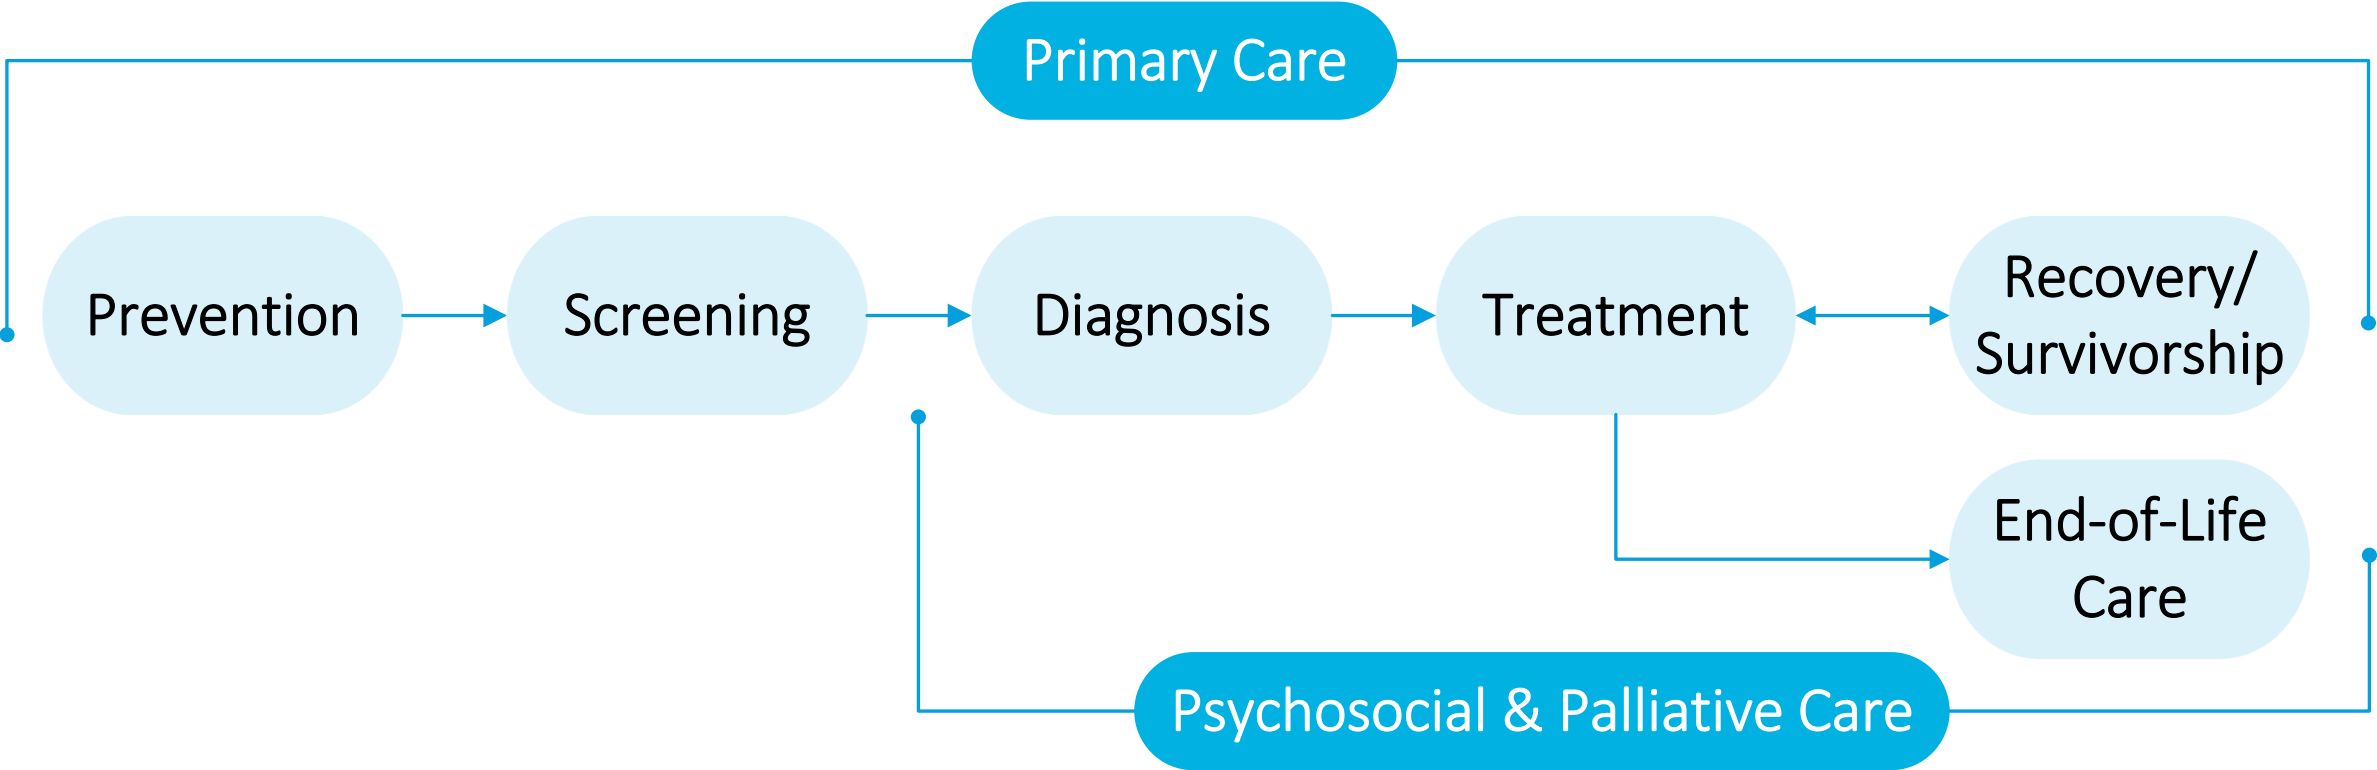 Primary Care
Prevention
Screening
Diagnosis
Treatment
Recovery/
Survivorship
End-of-Life
Care
Psychosocial & Palliative Care